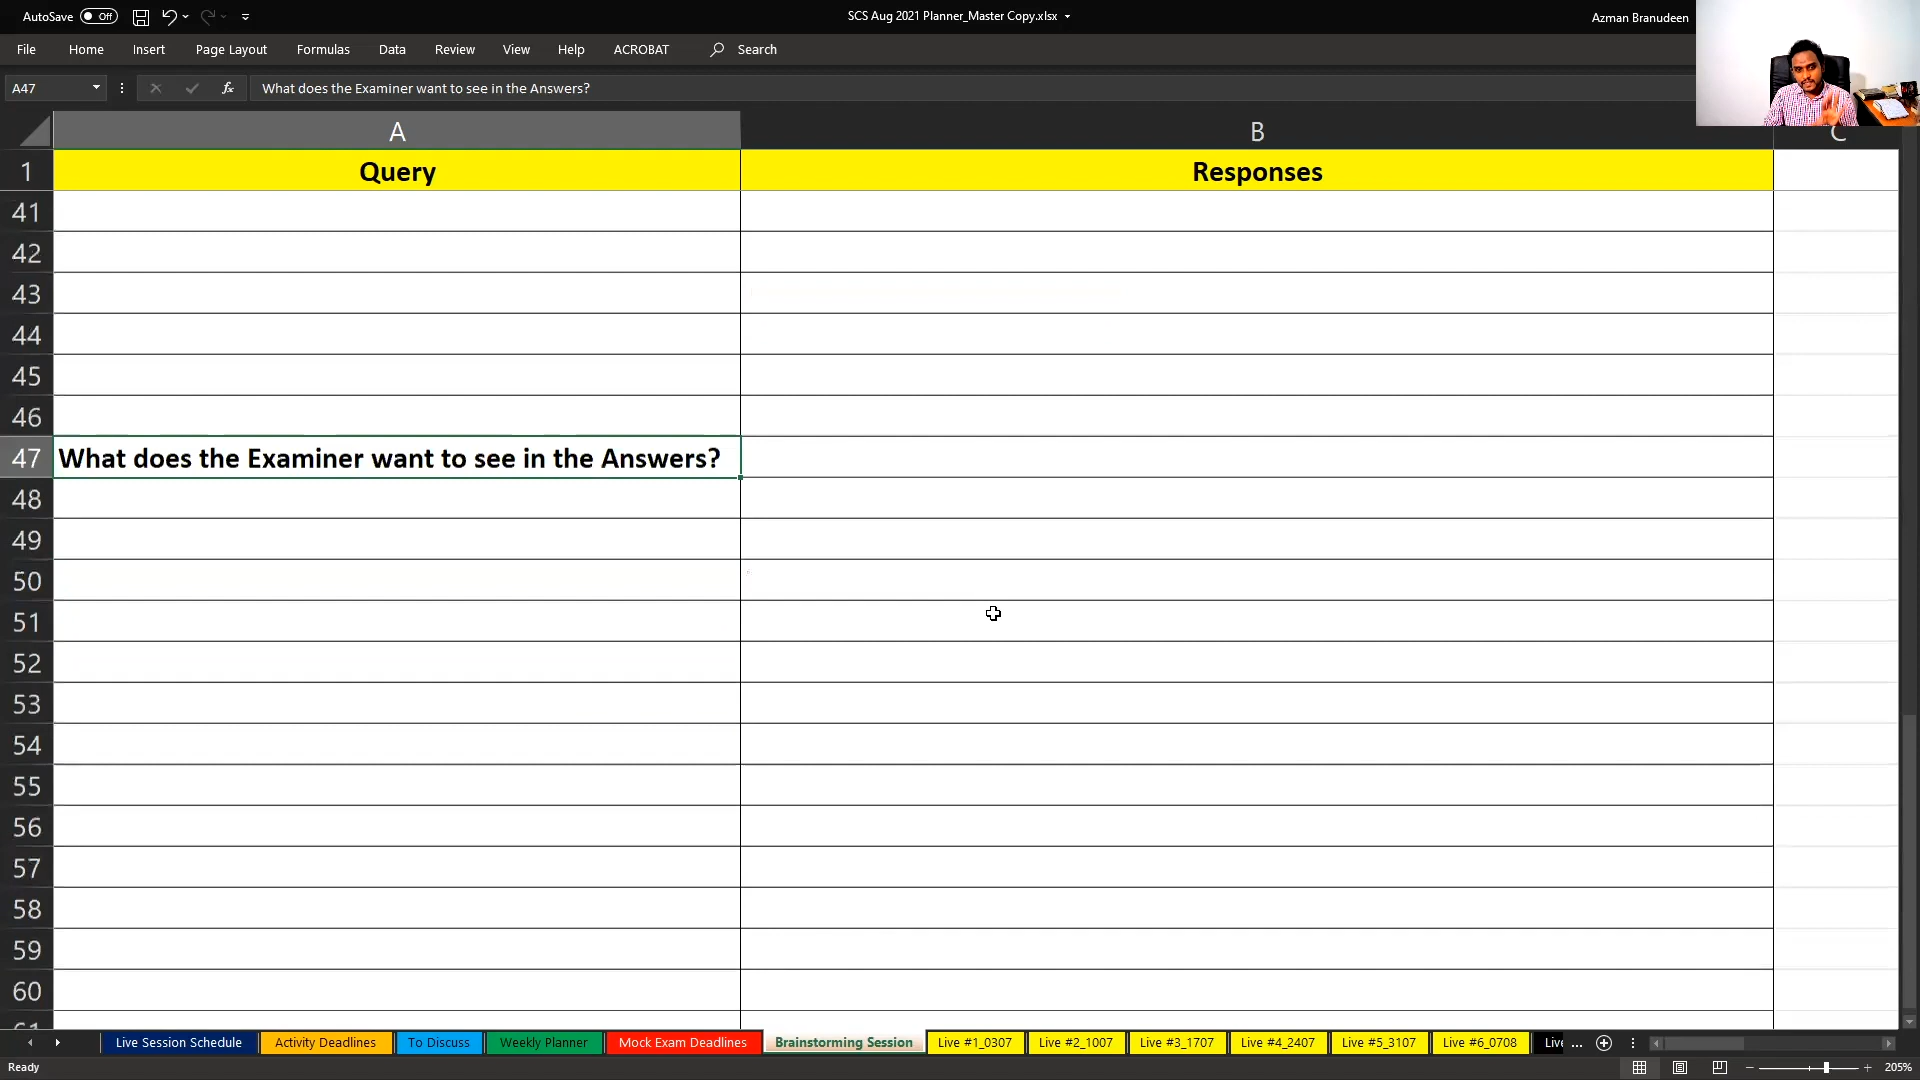 AutoSave Off SCS Aug 2021 Planner_Master Copy.xlsx Azman Branudeen
File Home Insert Page Layout Formulas Data Review View Help ACROBAT Search
A47 fx What does the Examiner want to see in the Answers?
A B C
1 Query Responses
41
42
43
44
45
46
47 What does the Examiner want to see in the Answers?
48
49
50
51
52
53
54
55
56
57
58
59
60
61
Live Session Schedule Activity Deadlines To Discuss Weekly Planner Mock Exam Deadlines Brainstorming Session Live #1_0307 Live #2_1007 Live #3_1707 Live #4_2407 Live #5_3107 Live #6_0708 Live ...
Ready 205%